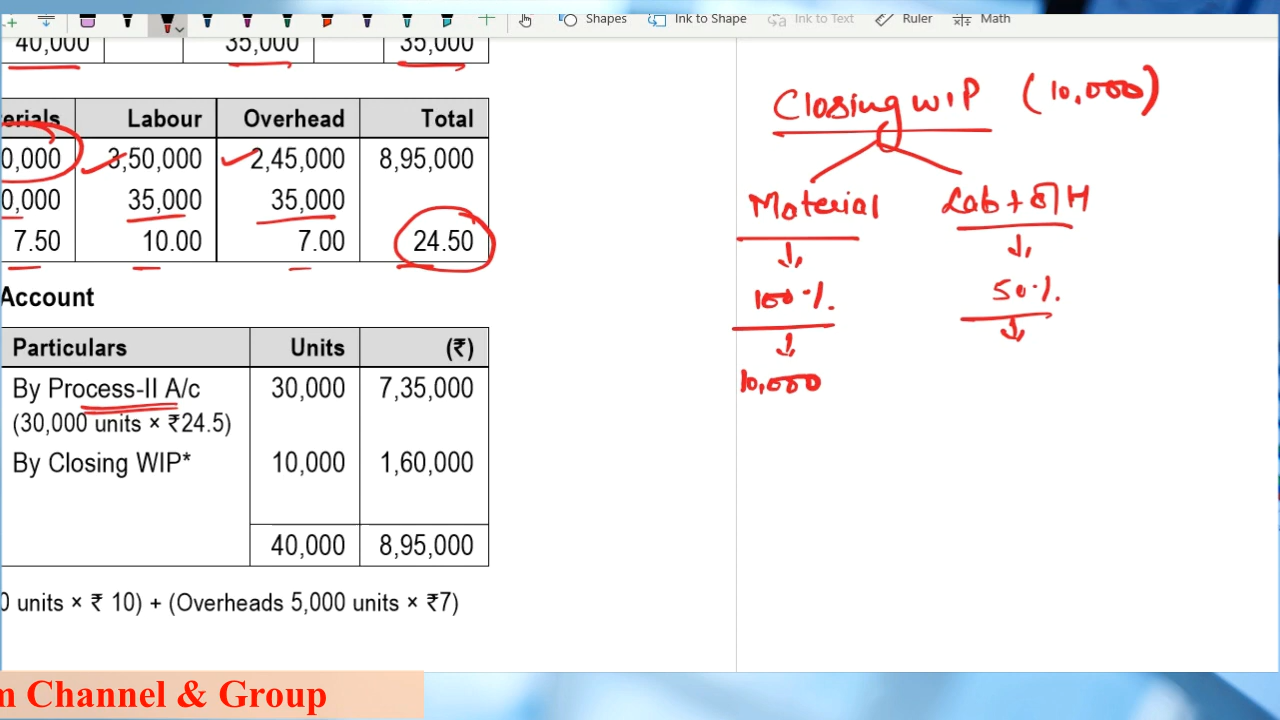 Shapes Ink to Shape Ink to Text Ruler Math
40,000 35,000 35,000
erials Labour Overhead Total
0,000 3,50,000 2,45,000 8,95,000
0,000 35,000 35,000
7.50 10.00 7.00 24.50
Account
Particulars Units (₹)
By Process-II A/c 30,000 7,35,000
(30,000 units × ₹24.5)
By Closing WIP* 10,000 1,60,000
40,000 8,95,000
0 units × ₹ 10) + (Overheads 5,000 units × ₹7)
m Channel & Group
Closing WIP (10,000)
Material Lab + O/H
100% 50%
10,000